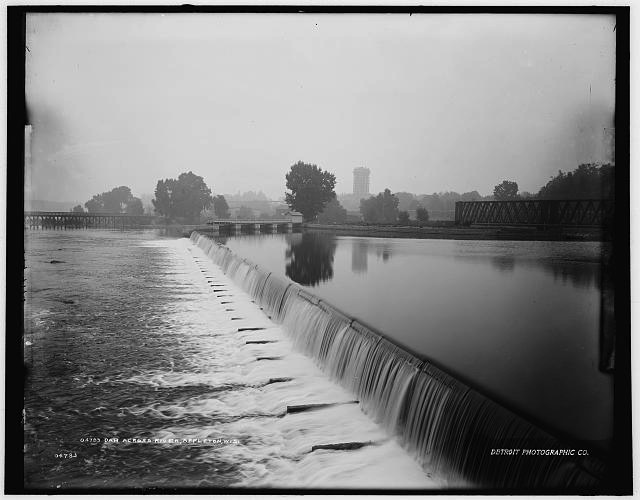 04783 DAM ACROSS RIVER, APPLETON, WIS.
04783
DETROIT PHOTOGRAPHIC CO.